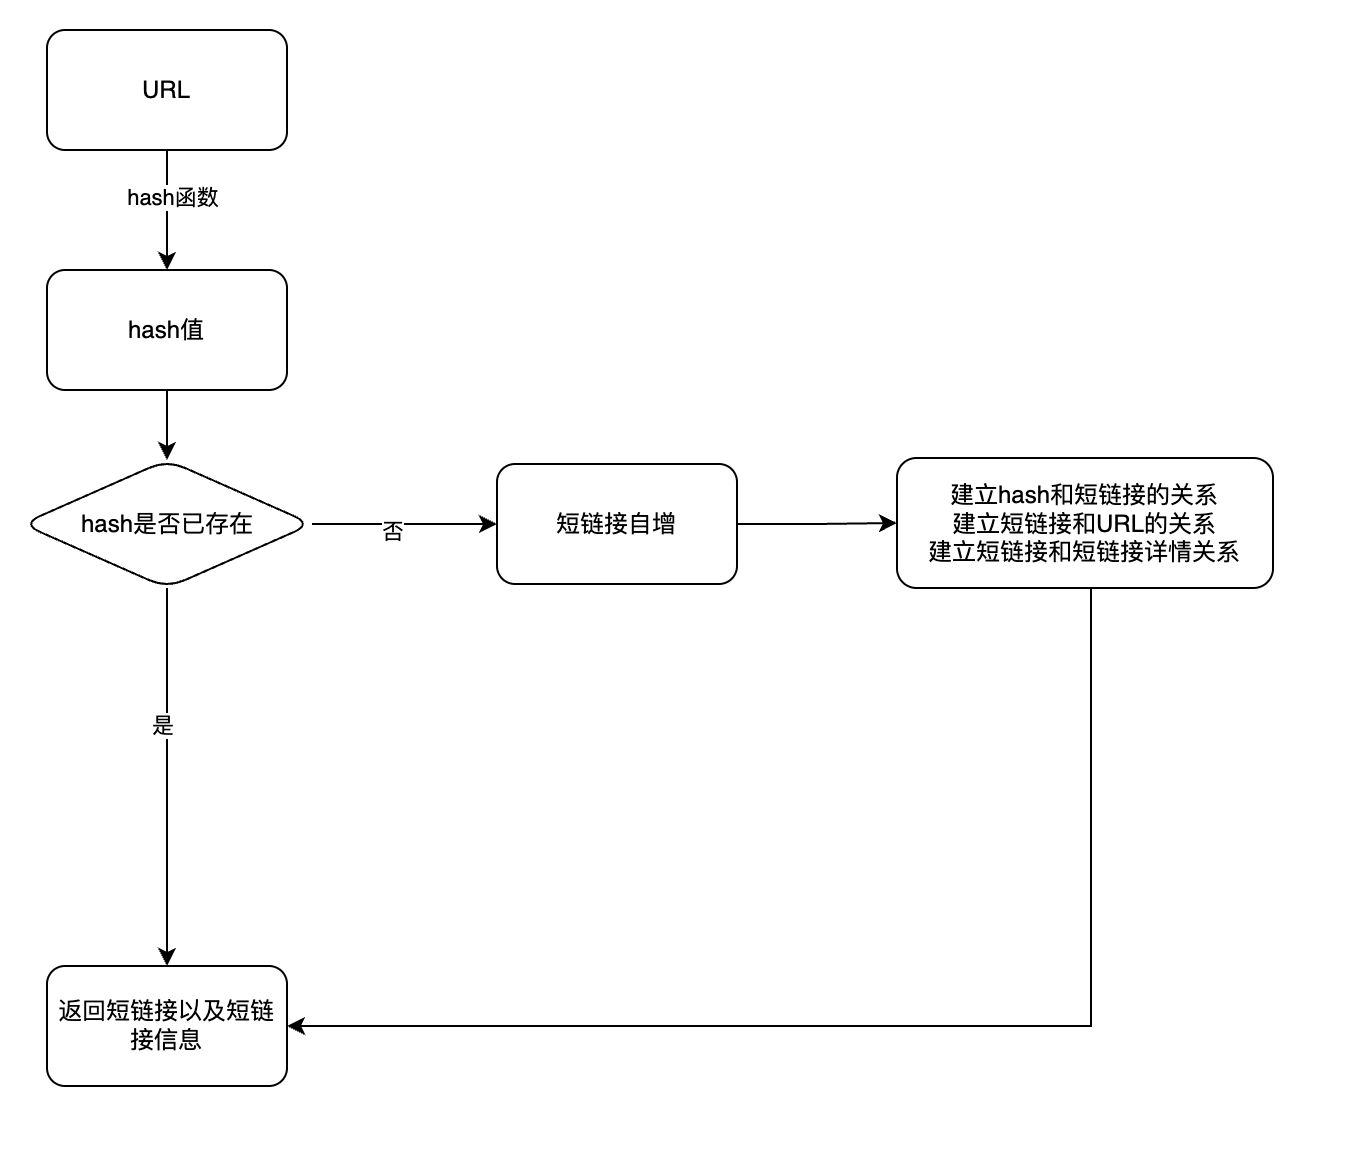 URL
hash函数
hash值
hash是否已存在
否
短链接自增
建立hash和短链接的关系
建立短链接和URL的关系
建立短链接和短链接详情关系
是
返回短链接以及短链
接信息